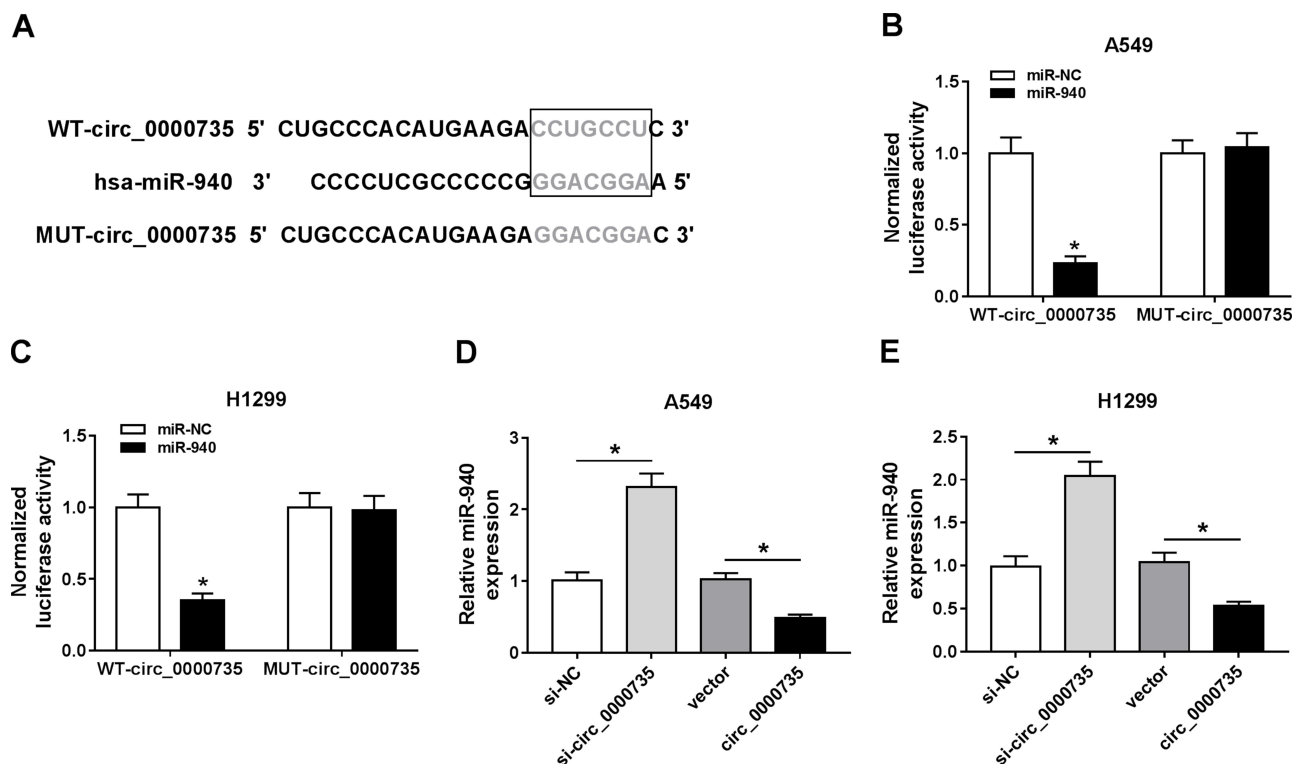 A
WT-circ_0000735 5' CUGCCCACAUGAAGACCUGCCUC 3'
hsa-miR-940 3' CCCCUCGCCCCCGGGACGGAA 5'
MUT-circ_0000735 5' CUGCCCACAUGAAGAGGACGGAC 3'
B
A549
miR-NC
miR-940
Normalized
luciferase activity
1.5
1.0
0.5
0.0
*
WT-circ_0000735 MUT-circ_0000735
C
H1299
miR-NC
miR-940
Normalized
luciferase activity
1.5
1.0
0.5
0.0
*
WT-circ_0000735 MUT-circ_0000735
D
A549
Relative miR-940
expression
3
2
1
0
*
*
si-NC
si-circ_0000735
vector
circ_0000735
E
H1299
Relative miR-940
expression
2.5
2.0
1.5
1.0
0.5
0.0
*
*
si-NC
si-circ_0000735
vector
circ_0000735